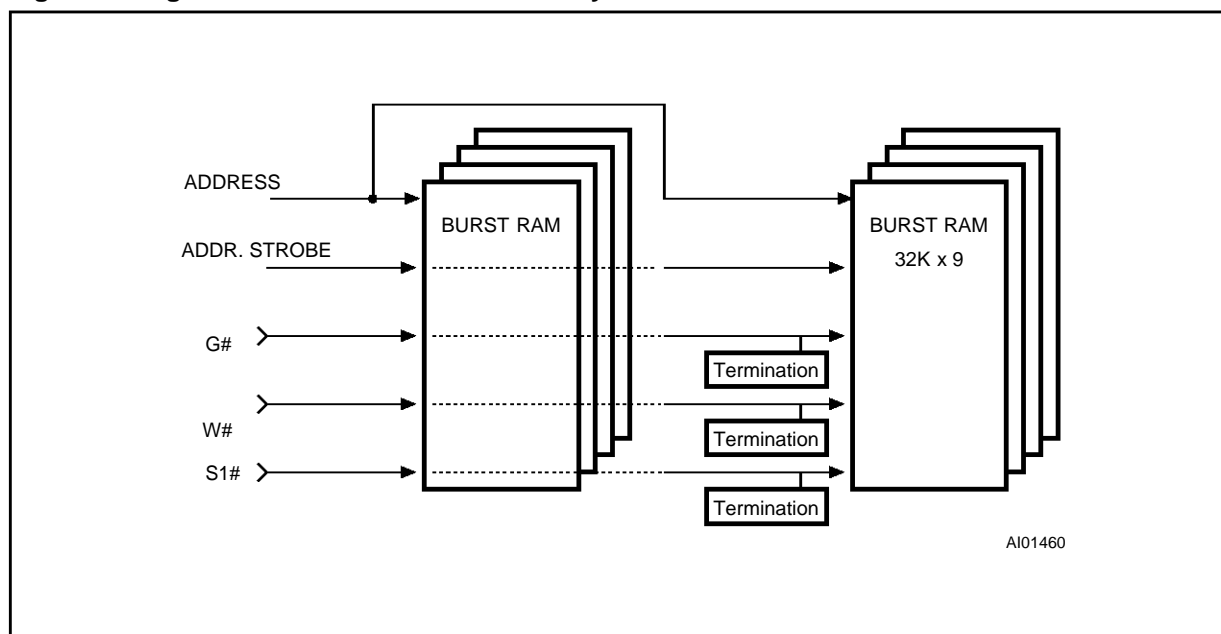 ADDRESS
ADDR. STROBE
G#
W#
S1#
BURST RAM
BURST RAM
32K x 9
Termination
Termination
Termination
AI01460